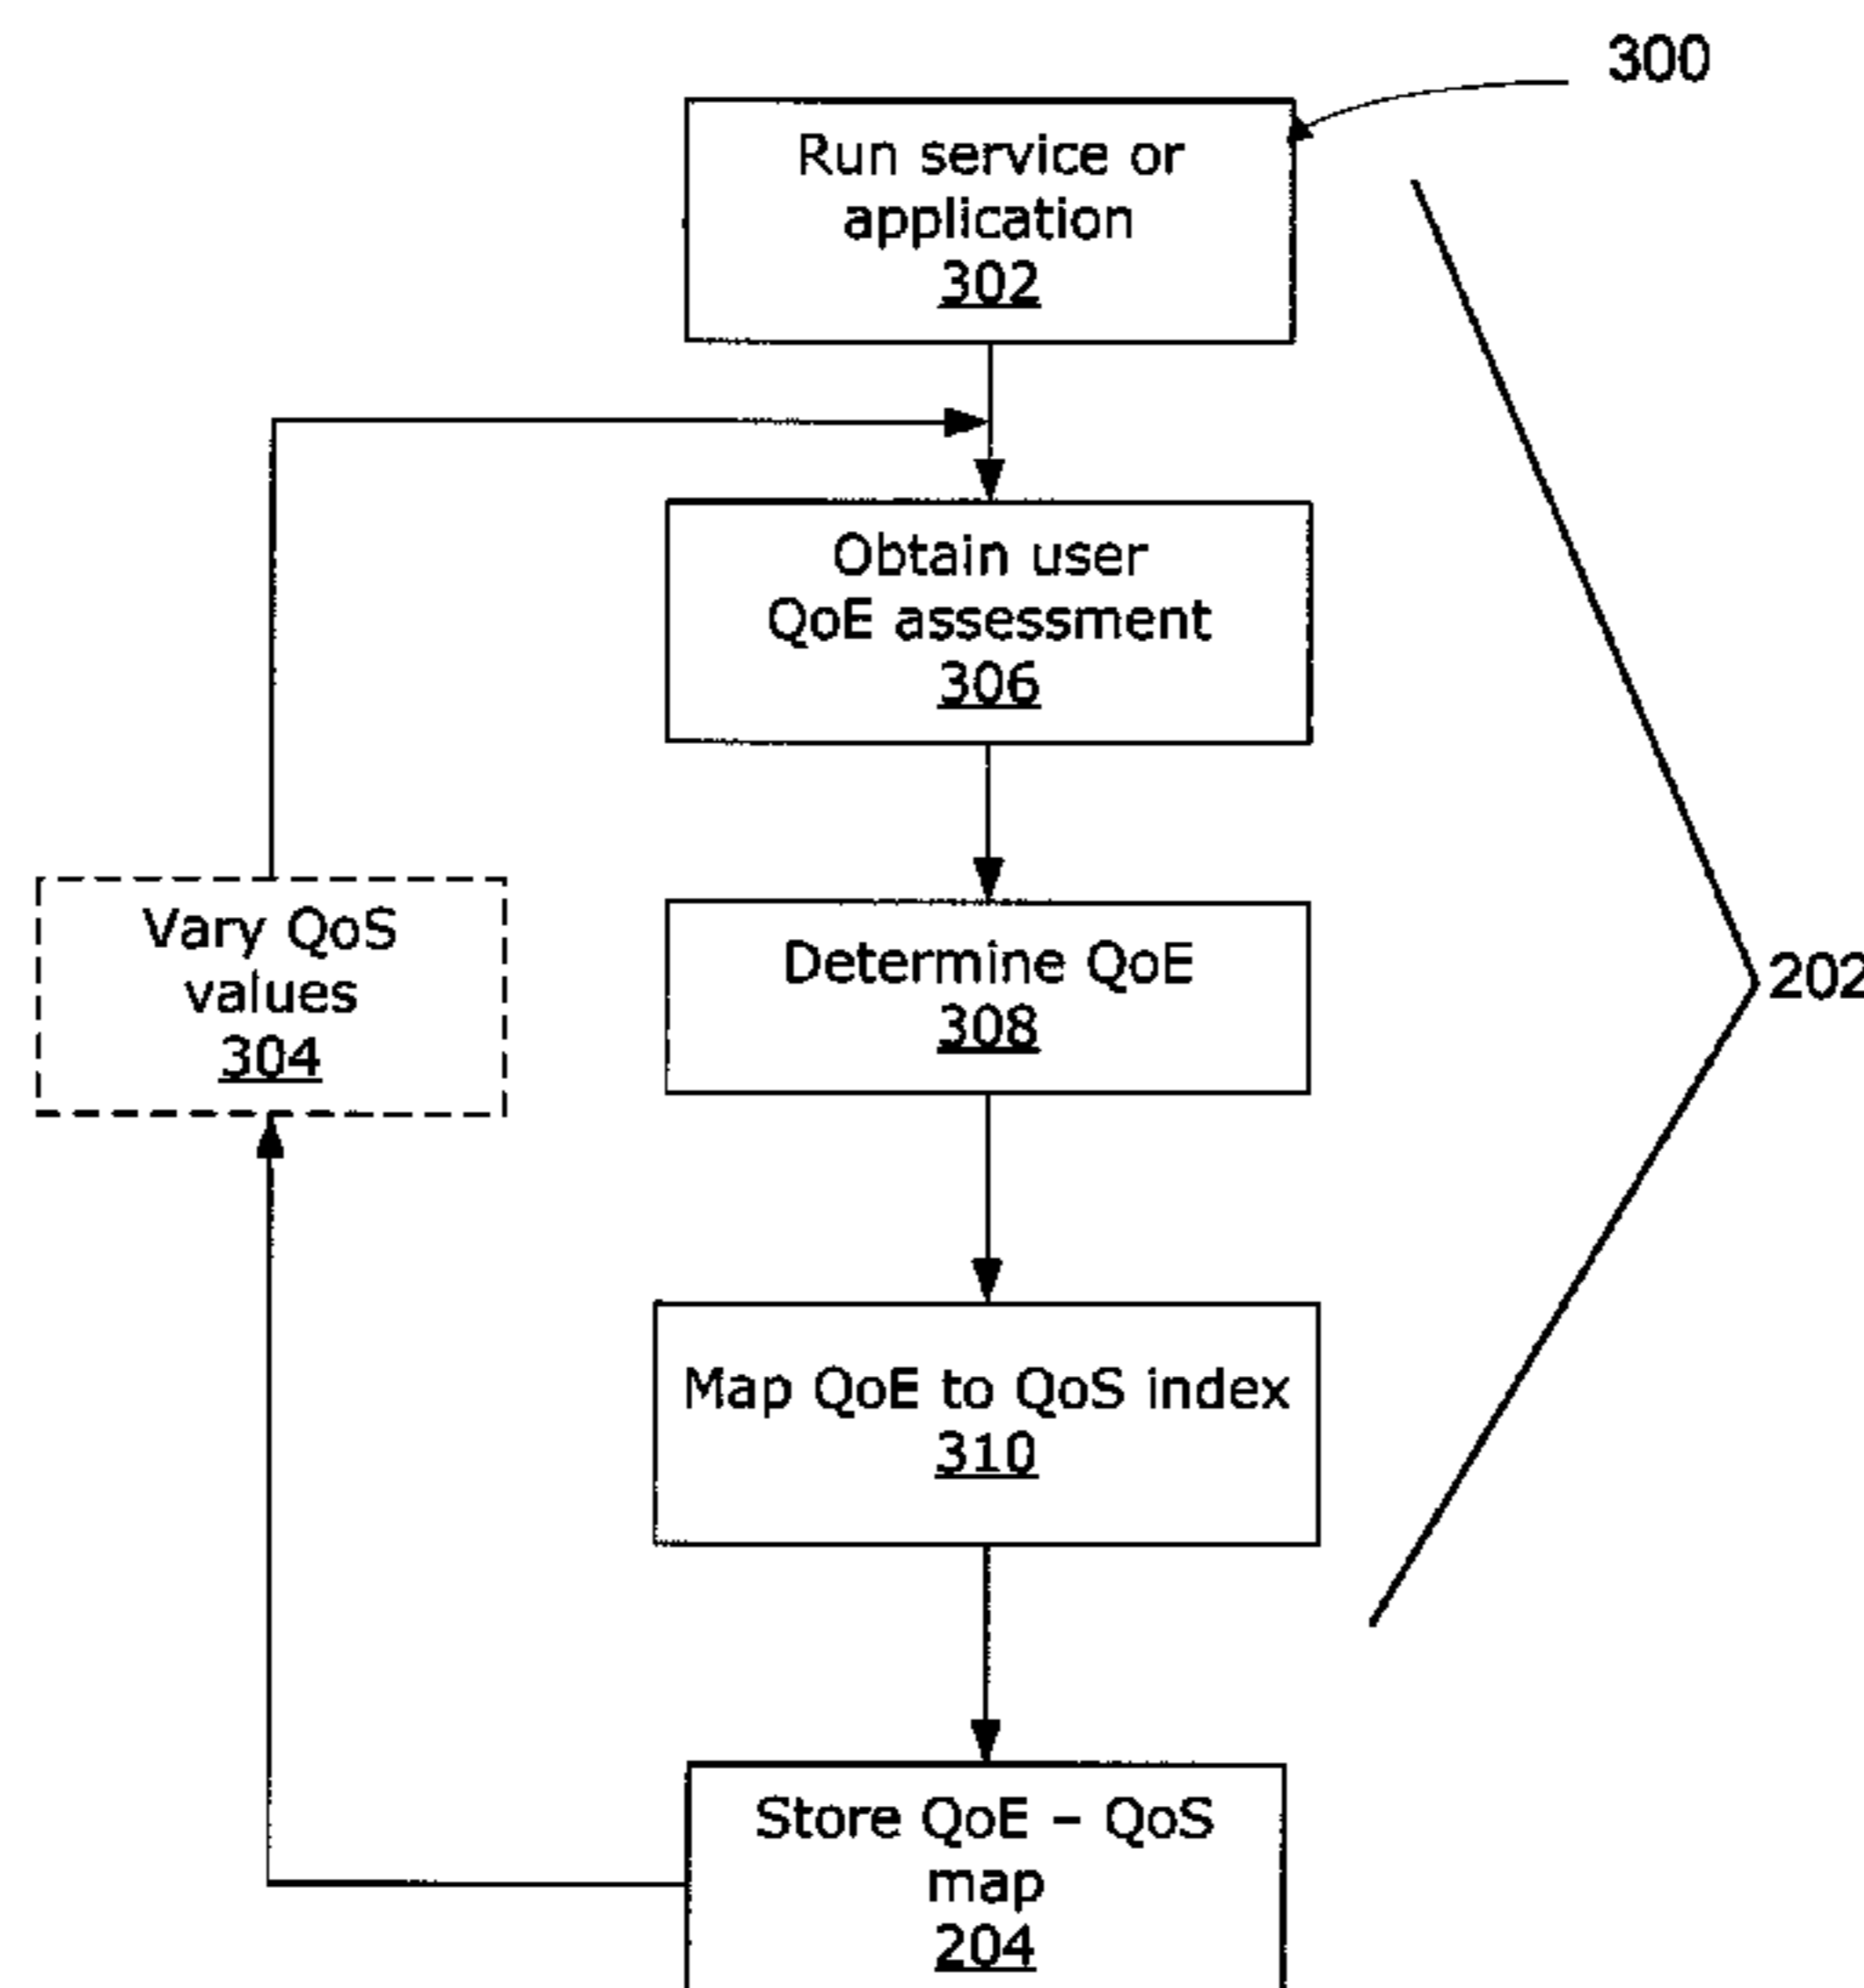 300
Run service or
application
302
Obtain user
QoE assessment
306
Vary QoS
values
304
Determine QoE
308
202
Map QoE to QoS index
310
Store QoE – QoS
map
204